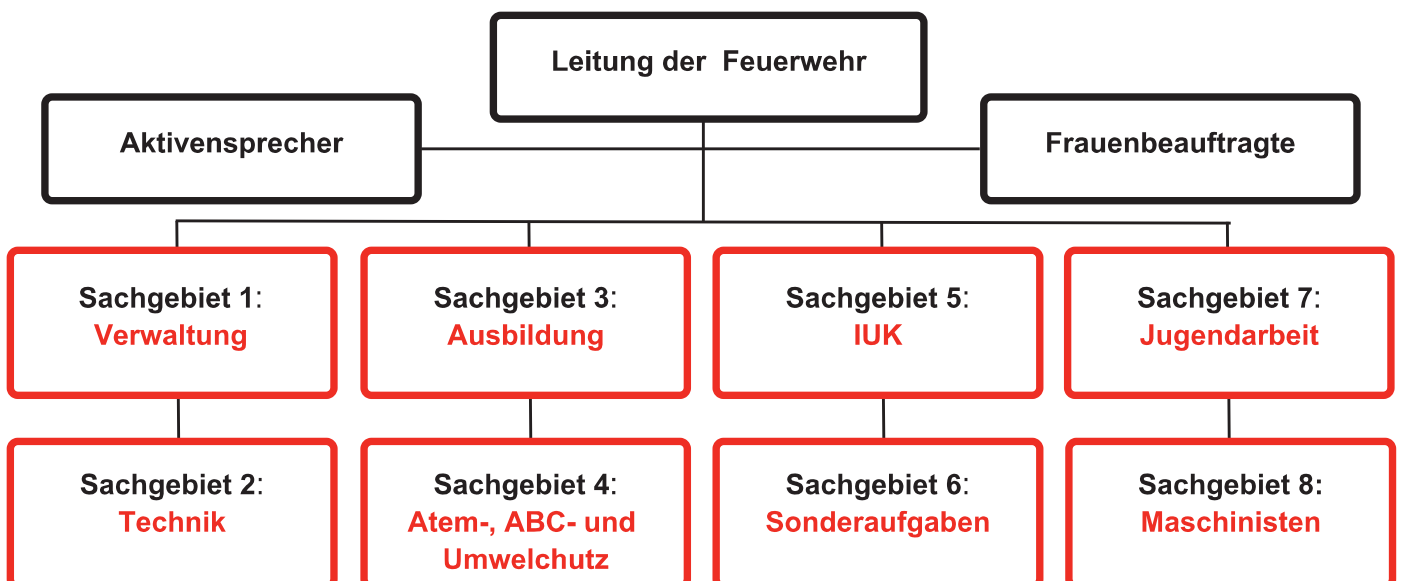 Leitung der Feuerwehr
Aktivensprecher
Frauenbeauftragte
Sachgebiet 1:
Verwaltung
Sachgebiet 3:
Ausbildung
Sachgebiet 5:
IUK
Sachgebiet 7:
Jugendarbeit
Sachgebiet 2:
Technik
Sachgebiet 4:
Atem-, ABC- und
Umwelchutz
Sachgebiet 6:
Sonderaufgaben
Sachgebiet 8:
Maschinisten